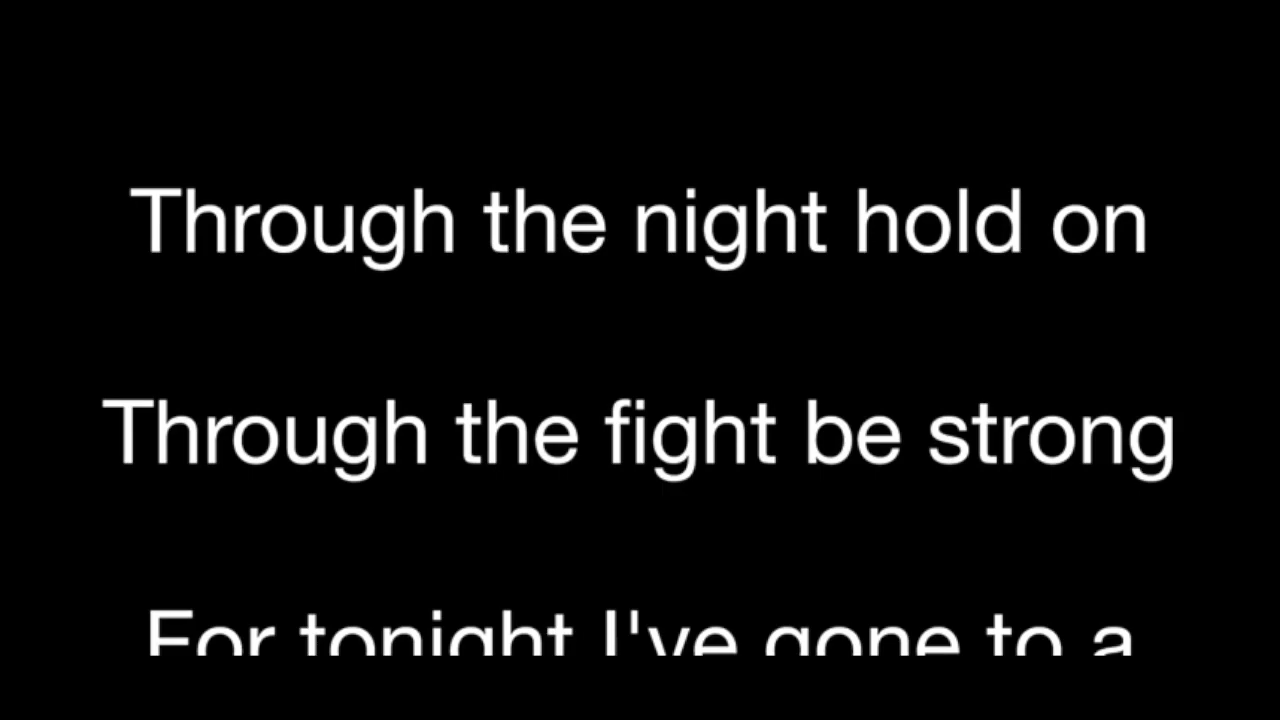 Through the night hold on
Through the fight be strong
For tonight I've gone to a